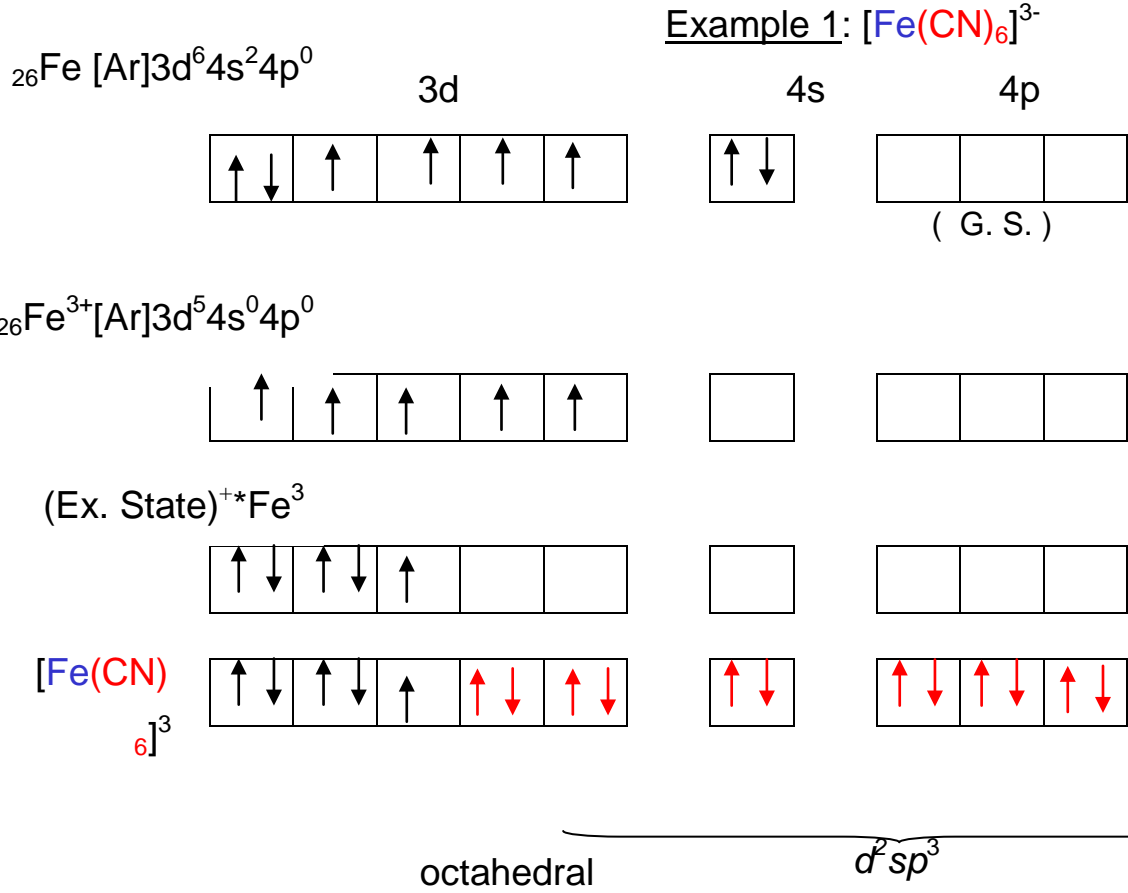 Example 1: [Fe(CN)₆]³⁻
₂₆Fe [Ar]3d⁶4s²4p⁰
3d 4s 4p
( G. S. )
₂₆Fe³⁺[Ar]3d⁵4s⁰4p⁰
(Ex. State)⁺*Fe³
[Fe(CN)
₆]³
octahedral d²sp³